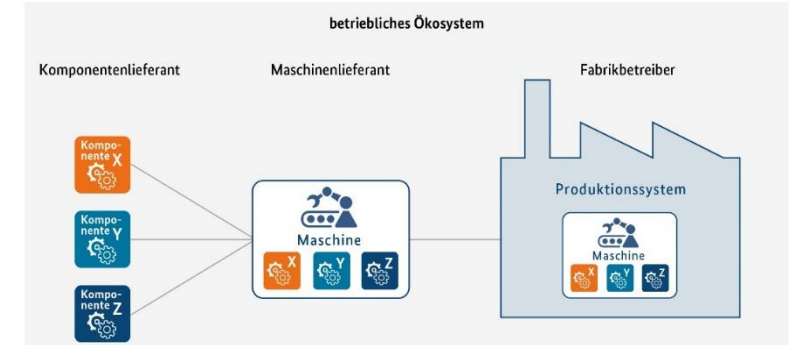 betriebliches Ökosystem
Komponentenlieferant
Maschinenlieferant
Fabrikbetreiber
Kompo-
nente X
Kompo-
nente Y
Kompo-
nente Z
Maschine
X
Y
Z
Produktionssystem
Maschine
X
Y
Z